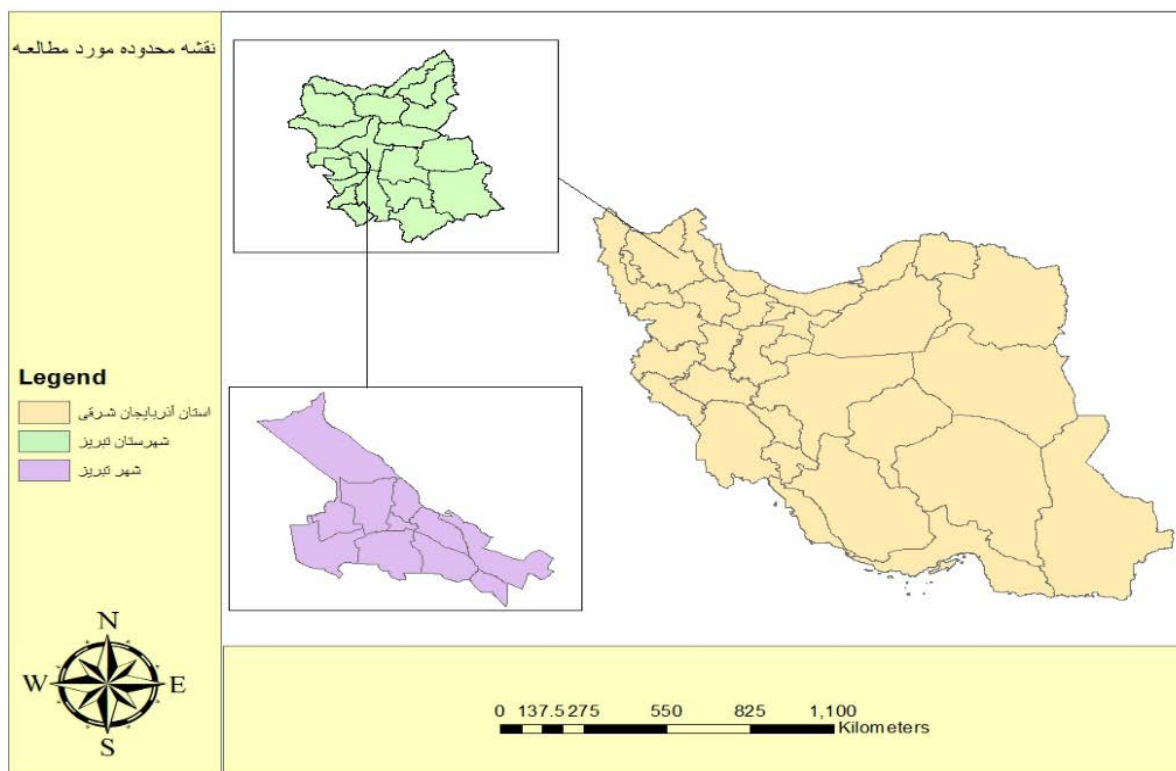 نقشه محدوده مورد مطالعه
Legend
استان آذربایجان شرقی
شهرستان تبریز
شهر تبریز
N
W E
S
0 137.5 275 550 825 1,100
Kilometers